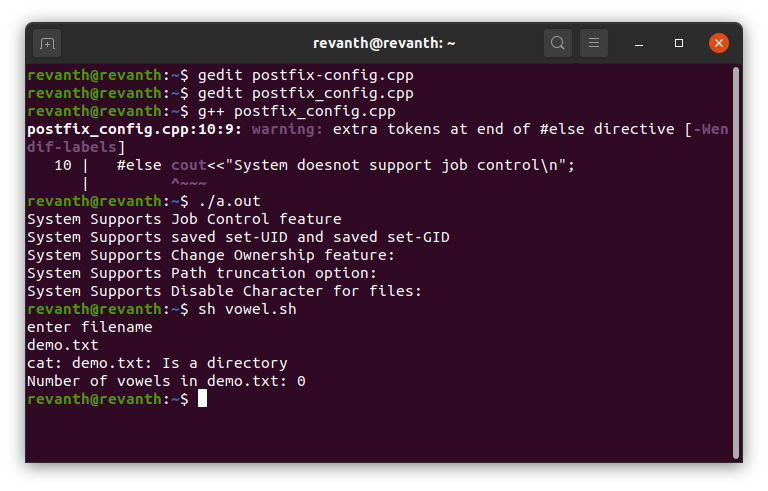 revanth@revanth: ~
revanth@revanth:~$ gedit postfix-config.cpp
revanth@revanth:~$ gedit postfix_config.cpp
revanth@revanth:~$ g++ postfix_config.cpp
postfix_config.cpp:10:9: warning: extra tokens at end of #else directive [-Wen
dif-labels]
   10 |   #else cout<<"System doesnot support job control\n";
      |         ^~~~
revanth@revanth:~$ ./a.out
System Supports Job Control feature
System Supports saved set-UID and saved set-GID
System Supports Change Ownership feature:
System Supports Path truncation option:
System Supports Disable Character for files:
revanth@revanth:~$ sh vowel.sh
enter filename
demo.txt
cat: demo.txt: Is a directory
Number of vowels in demo.txt: 0
revanth@revanth:~$